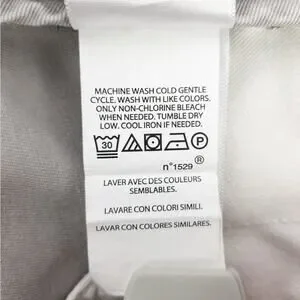 MACHINE WASH COLD GENTLE
CYCLE. WASH WITH LIKE COLORS.
ONLY NON-CHLORINE BLEACH
WHEN NEEDED. TUMBLE DRY
LOW. COOL IRON IF NEEDED.
30 P
n°1529 ®
LAVER AVEC DES COULEURS
SEMBLABLES.
LAVARE CON COLORI SIMILI.
LAVAR CON COLORES SIMILARES.